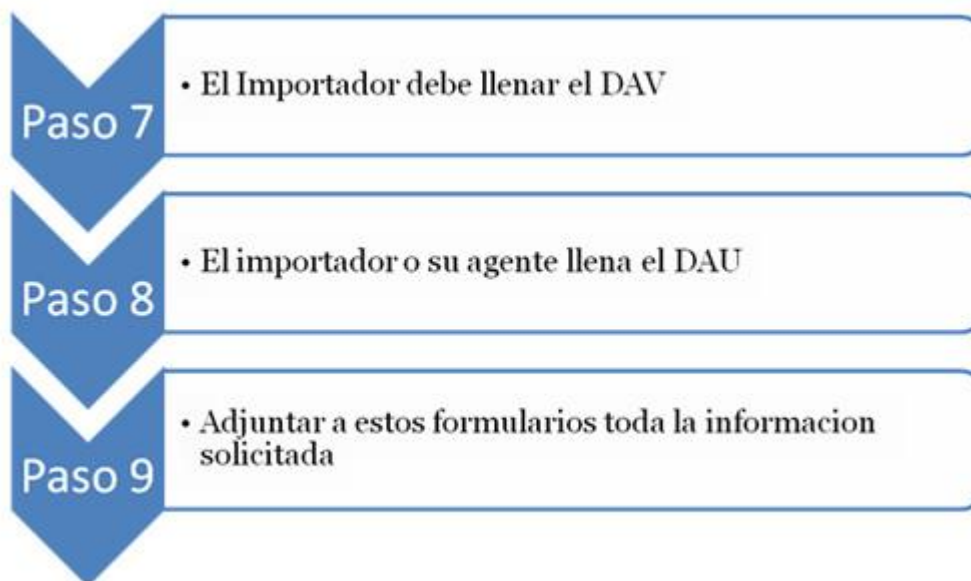 Paso 7
• El Importador debe llenar el DAV
Paso 8
• El importador o su agente llena el DAU
Paso 9
• Adjuntar a estos formularios toda la informacion
solicitada